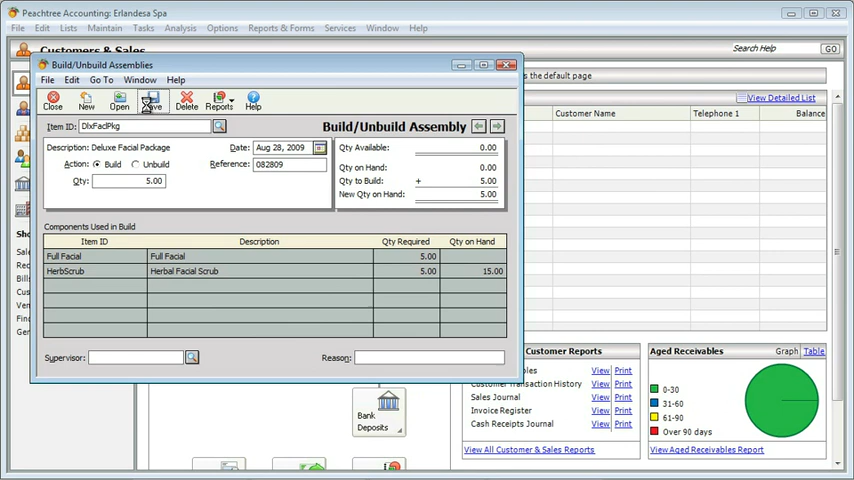 Peachtree Accounting: Erlandesa Spa
File Edit Lists Maintain Tasks Analysis Options Reports & Forms Services Window Help
Customers & Sales
Search Help GO
Build/Unbuild Assemblies
is the default page
File Edit Go To Window Help
Close New Open Save Delete Reports Help
View Detailed List
Customer Name Telephone 1 Balance
Item ID: DlxFaclPkg
Build/Unbuild Assembly
Description: Deluxe Facial Package
Date: Aug 28, 2009
Qty Available: 0.00
Action: Build Unbuild
Reference: 082809
Qty on Hand: 0.00
Qty: 5.00
Qty to Build: + 5.00
New Qty on Hand: 5.00
Components Used in Build
Item ID Description Qty Required Qty on Hand
Full Facial Full Facial 5.00
HerbScrub Herbal Facial Scrub 5.00 15.00
Supervisor: Reason:
Customer Reports
View Print
Customer Transaction History View Print
Sales Journal View Print
Invoice Register View Print
Cash Receipts Journal View Print
View All Customer & Sales Reports
Aged Receivables Graph Table
0-30
31-60
61-90
Over 90 days
View Aged Receivables Report
Bank
Deposits